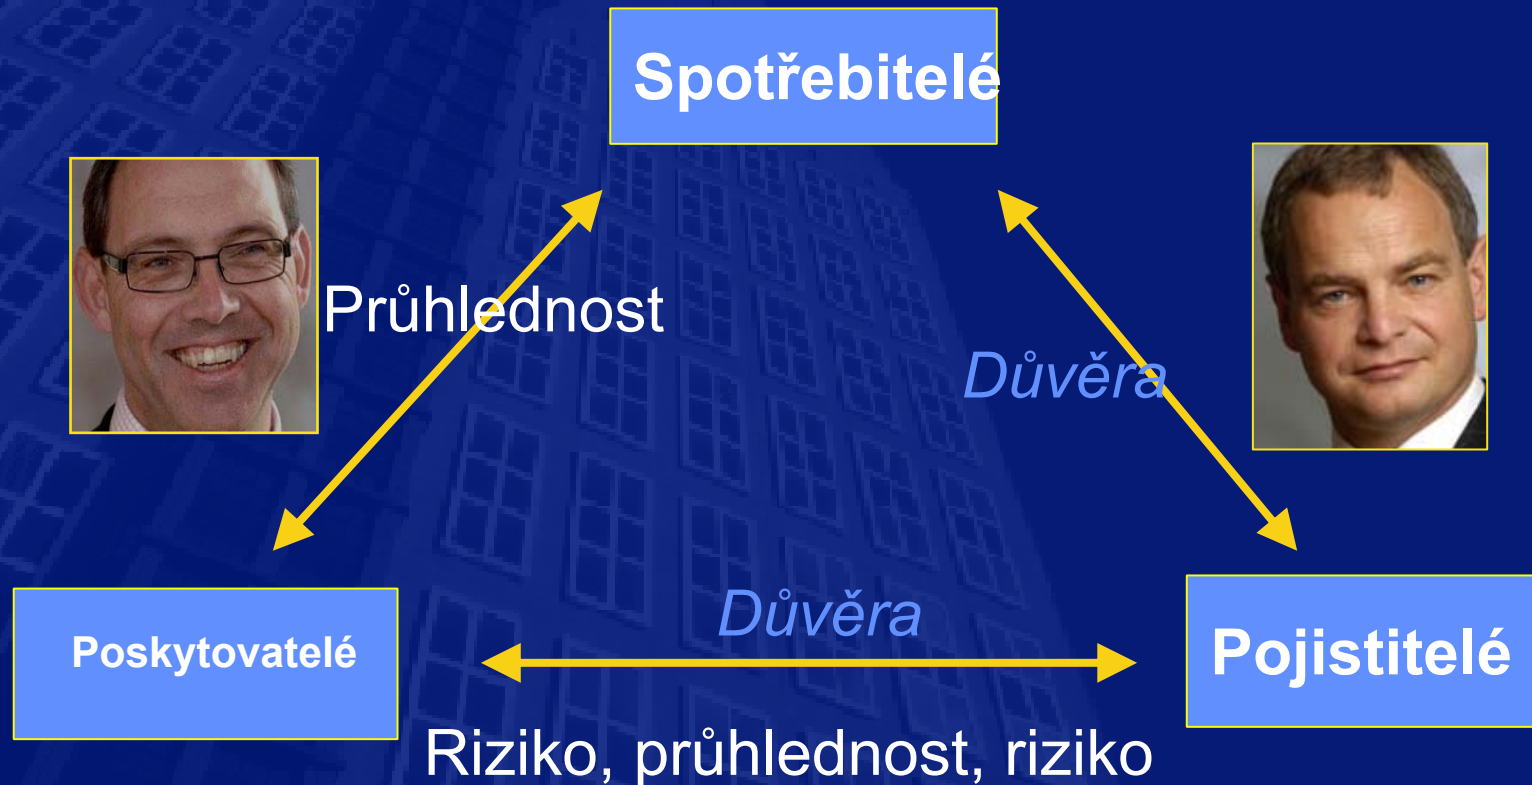 Spotřebitelé
Průhlednost
Důvěra
Důvěra
Poskytovatelé
Pojistitelé
Riziko, průhlednost, riziko